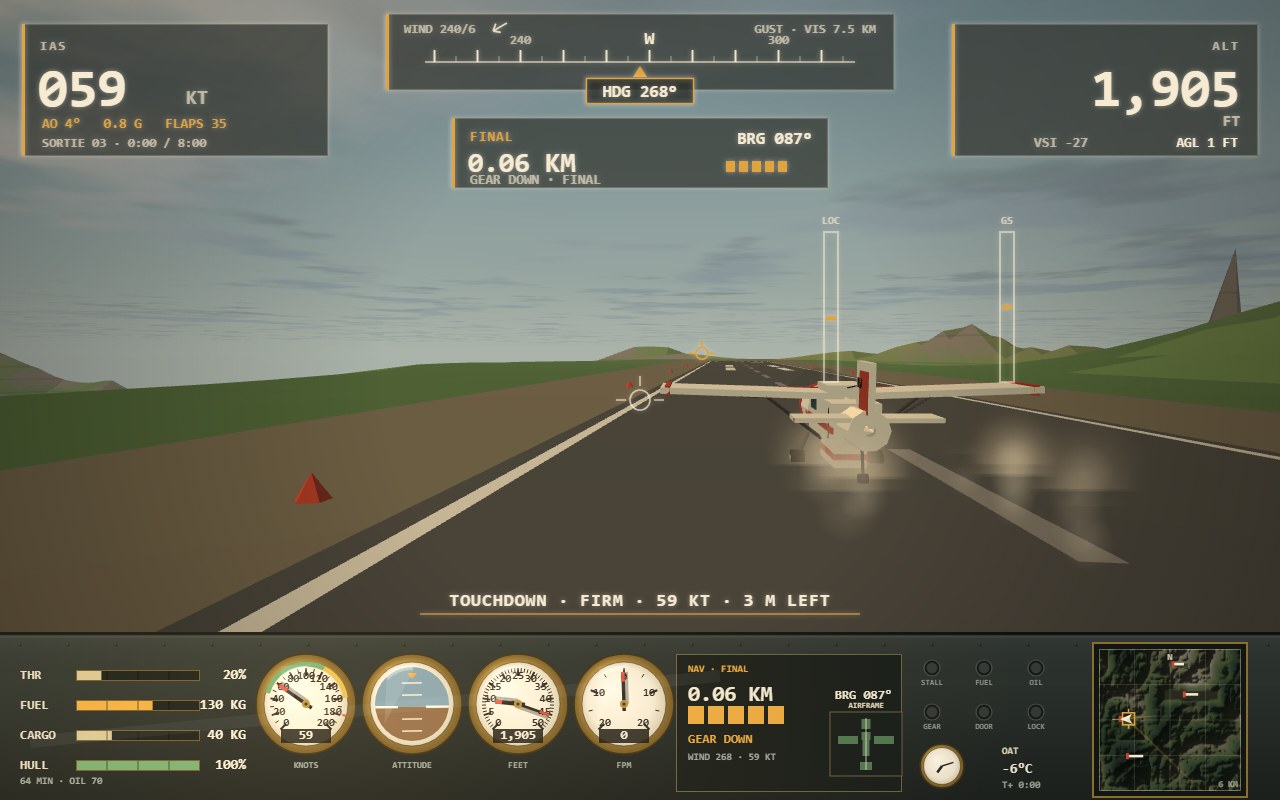 IAS
059 KT
AO 4° 0.8 G FLAPS 35
SORTIE 03 · 0:00 / 8:00
WIND 240/6 GUST · VIS 7.5 KM
240 W 300
HDG 268°
FINAL BRG 087°
0.06 KM
GEAR DOWN · FINAL
ALT
1,905
FT
VSI -27 AGL 1 FT
LOC GS
TOUCHDOWN · FIRM · 59 KT · 3 M LEFT
THR 20%
FUEL 130 KG
CARGO 40 KG
HULL 100%
64 MIN · OIL 70
59
KNOTS
ATTITUDE
1,905
FEET
10 10
20 20
0
FPM
NAV · FINAL
0.06 KM BRG 087°
AIRFRAME
GEAR DOWN
WIND 268 · 59 KT
STALL FUEL OIL
GEAR DOOR LOCK
OAT
-6°C
T+ 0:00
N
6 KM